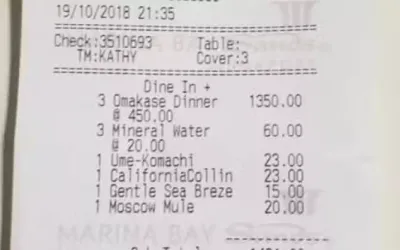 19/10/2018 21:35
Check:3510693 Table:
TM:KATHY Cover:3
Dine In +
3 Omakase Dinner 1350.00
@ 450.00
3 Mineral Water 60.00
@ 20.00
1 Ume-Komachi 23.00
1 CaliforniaCollin 23.00
1 Gentle Sea Breze 15.00
1 Moscow Mule 20.00
MARINA BAY